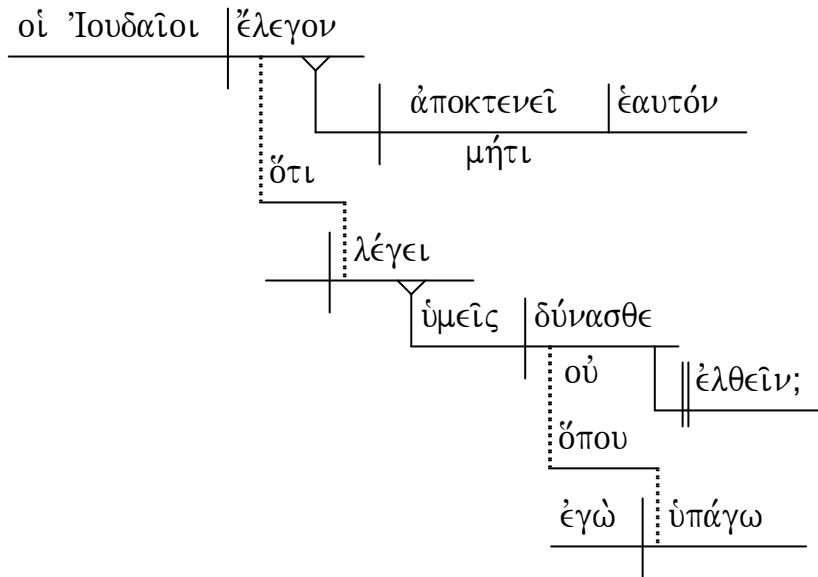 οἱ Ἰουδαῖοι ἔλεγον
ἀποκτενεῖ ἑαυτόν
μήτι
ὅτι
λέγει
ὑμεῖς δύνασθε
οὐ ἐλθεῖν;
ὅπου
ἐγὼ ὑπάγω